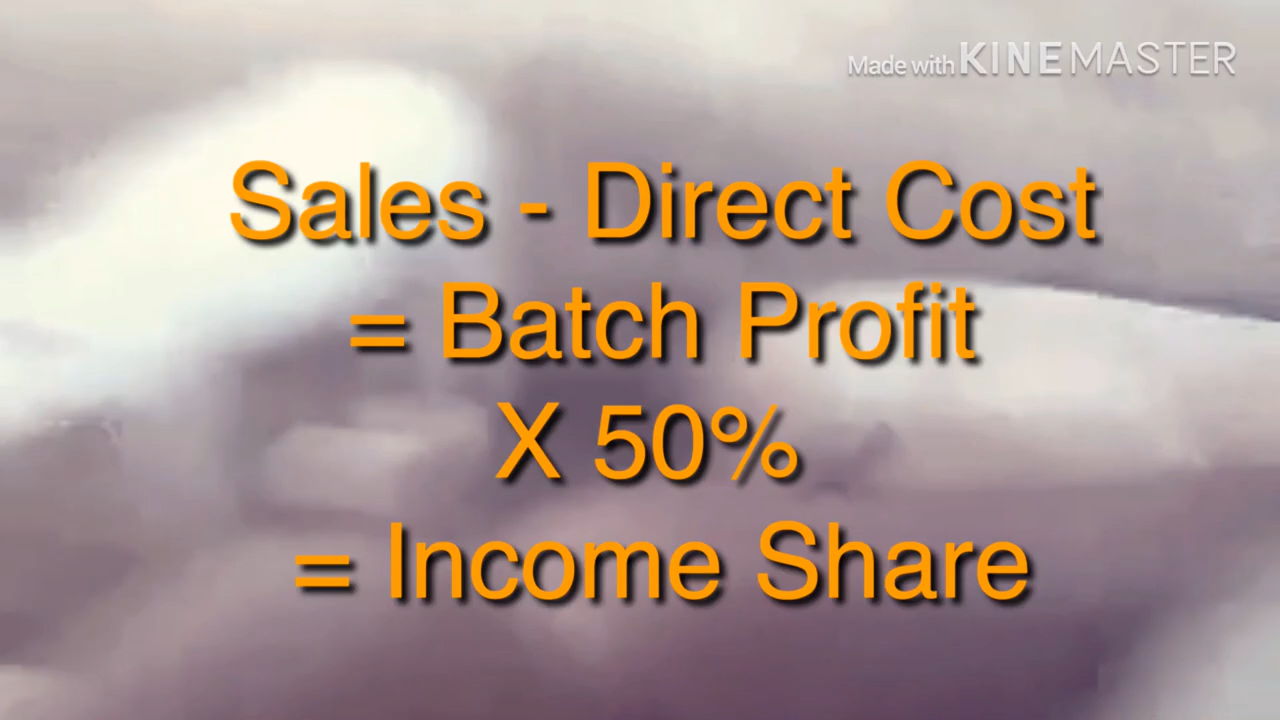 Made with KINEMASTER
Sales - Direct Cost
= Batch Profit
X 50%
= Income Share